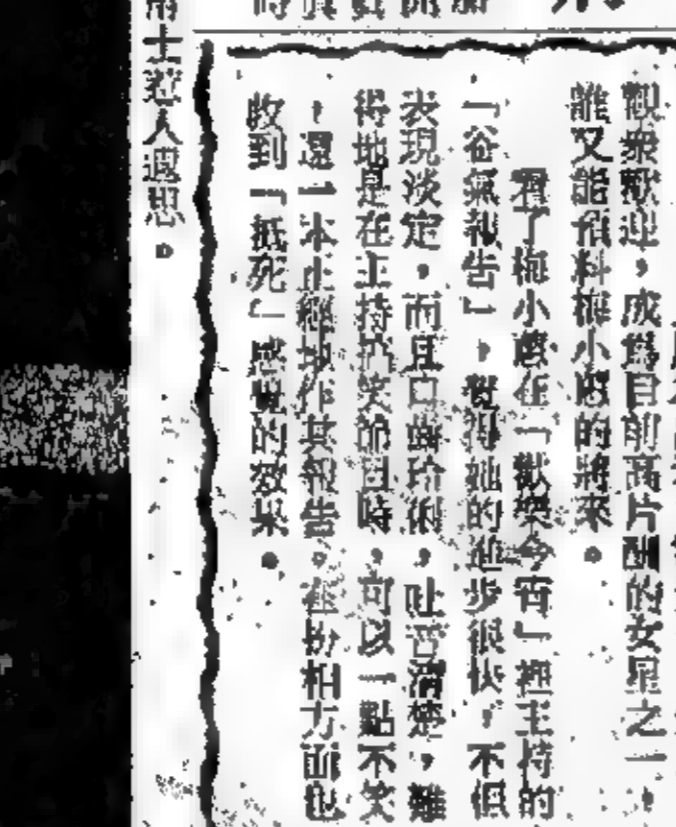 觀衆歡迎，成爲目前高片酬的女星之一，
誰又能預料梅小惠的將來。
看了梅小惠在「歡樂今宵」裡主持的
「谷氣報告」，覺得她的進步很快，不但
表現淡定，而且口齒玲俐，吐音清楚，難
得地是在主持搞笑節目時，可以一點不笑
，還一本正經地作其報告。在扮相方面也
收到「抵死」感覺的效果。
士惹人遐思。